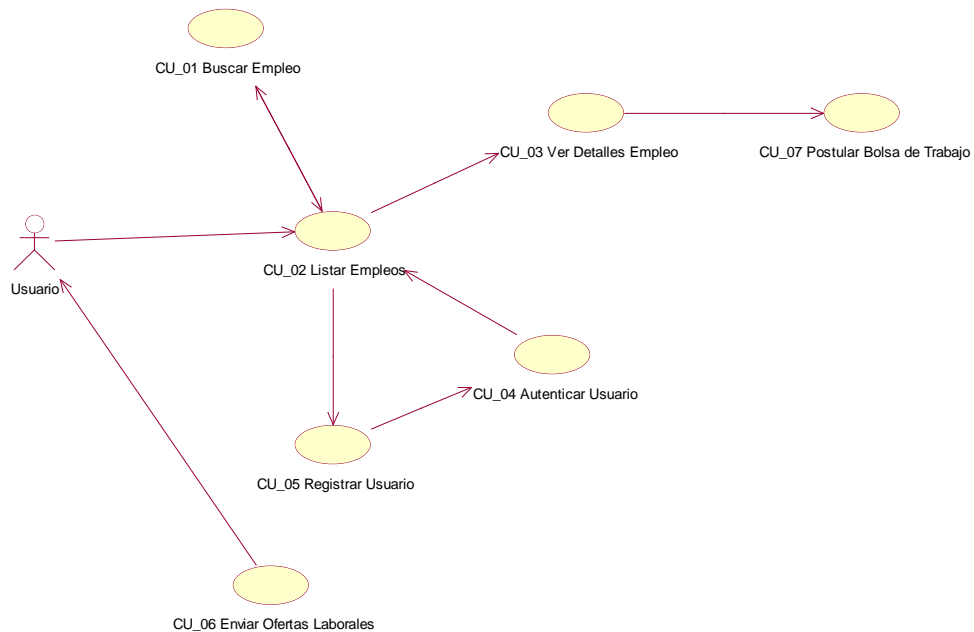 CU_01 Buscar Empleo
CU_03 Ver Detalles Empleo
CU_07 Postular Bolsa de Trabajo
CU_02 Listar Empleos
Usuario
CU_04 Autenticar Usuario
CU_05 Registrar Usuario
CU_06 Enviar Ofertas Laborales